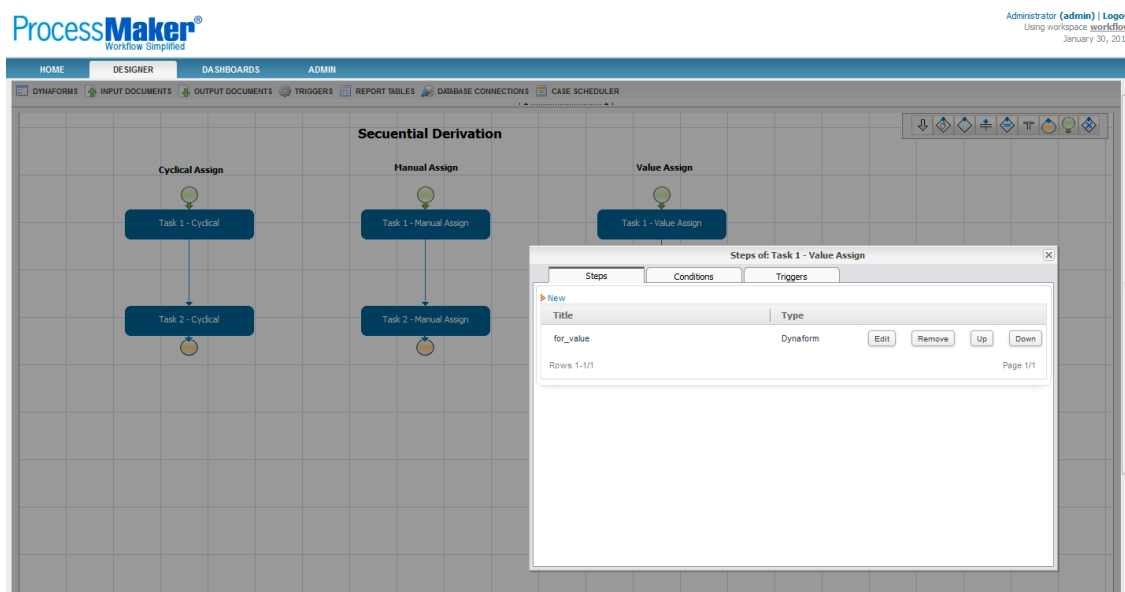 ProcessMaker®
Workflow Simplified
Administrator (admin) | Logo
Using workspace workflow
January 30, 201
HOME DESIGNER DASHBOARDS ADMIN
DYNAFORMS INPUT DOCUMENTS OUTPUT DOCUMENTS TRIGGERS REPORT TABLES DATABASE CONNECTIONS CASE SCHEDULER
Secuential Derivation
Cyclical Assign Manual Assign Value Assign
Task 1 - Cyclical Task 1 - Manual Assign Task 1 - Value Assign
Steps of: Task 1 - Value Assign
Steps Conditions Triggers
New
Title Type
for_value Dynaform Edit Remove Up Down
Rows 1-1/1 Page 1/1
Task 2 - Cyclical Task 2 - Manual Assign